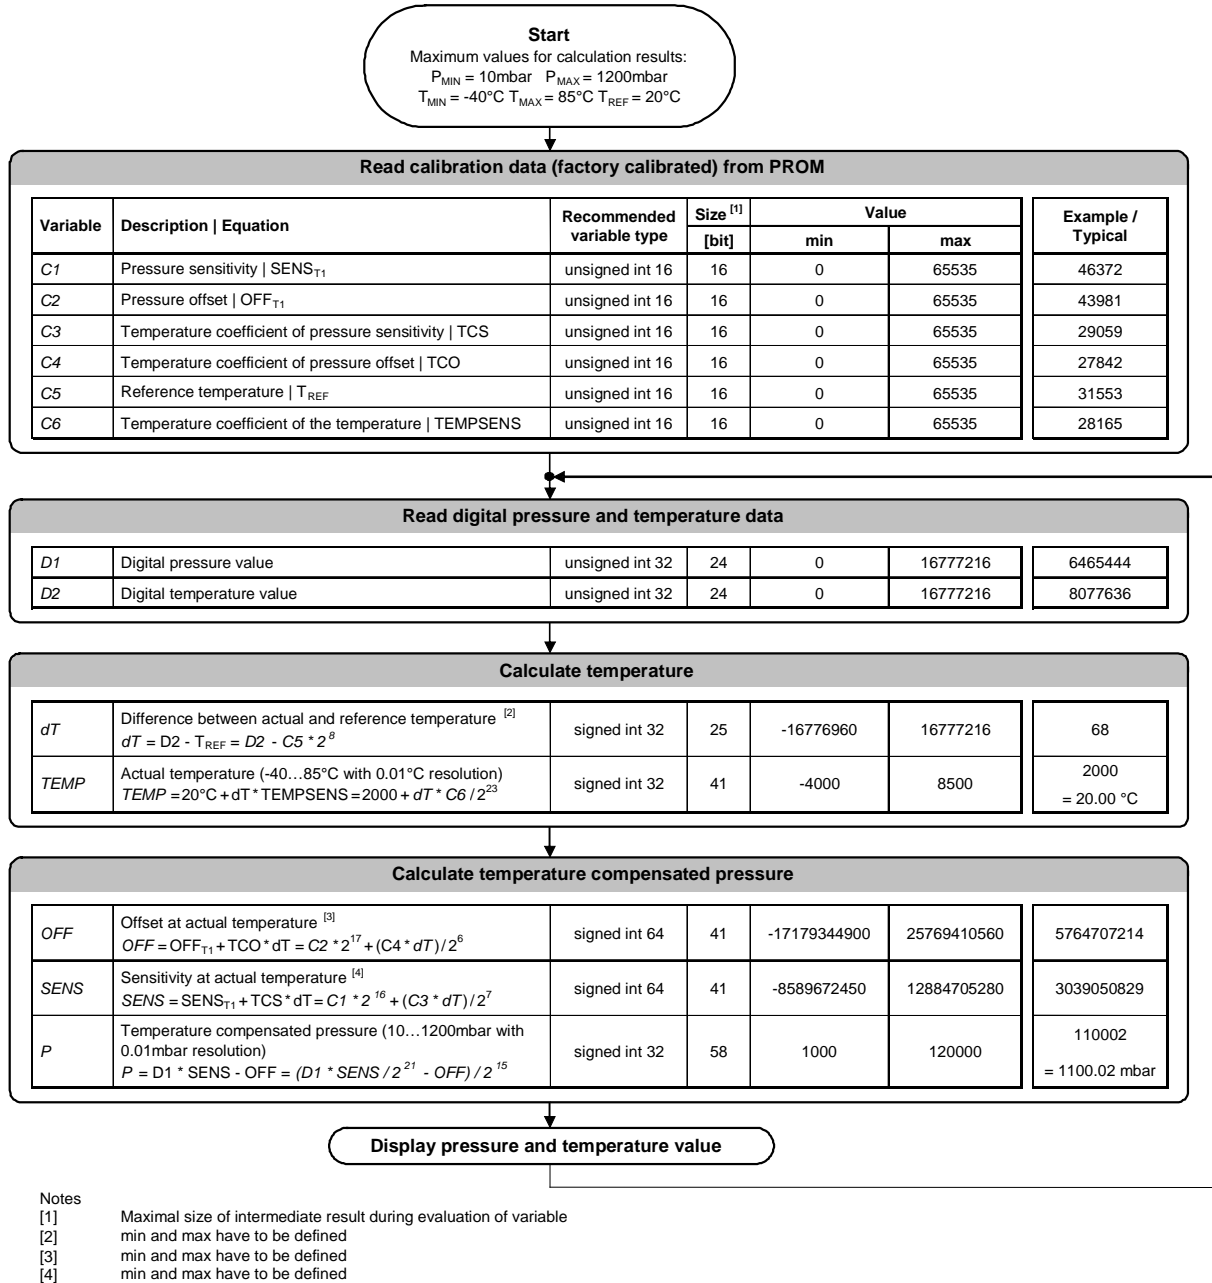 Start
Maximum values for calculation results:
PMIN = 10mbar PMAX = 1200mbar
TMIN = -40°C TMAX = 85°C TREF = 20°C
Read calibration data (factory calibrated) from PROM
Variable Description | Equation Recommended variable type Size [1] [bit] Value min max Example / Typical
C1 Pressure sensitivity | SENST1 unsigned int 16 16 0 65535 46372
C2 Pressure offset | OFFT1 unsigned int 16 16 0 65535 43981
C3 Temperature coefficient of pressure sensitivity | TCS unsigned int 16 16 0 65535 29059
C4 Temperature coefficient of pressure offset | TCO unsigned int 16 16 0 65535 27842
C5 Reference temperature | TREF unsigned int 16 16 0 65535 31553
C6 Temperature coefficient of the temperature | TEMPSENS unsigned int 16 16 0 65535 28165
Read digital pressure and temperature data
D1 Digital pressure value unsigned int 32 24 0 16777216 6465444
D2 Digital temperature value unsigned int 32 24 0 16777216 8077636
Calculate temperature
dT Difference between actual and reference temperature [2]
dT = D2 - TREF = D2 - C5 * 2^8 signed int 32 25 -16776960 16777216 68
TEMP Actual temperature (-40…85°C with 0.01°C resolution)
TEMP = 20°C + dT * TEMPSENS = 2000 + dT * C6 / 2^23 signed int 32 41 -4000 8500 2000
= 20.00 °C
Calculate temperature compensated pressure
OFF Offset at actual temperature [3]
OFF = OFFT1 + TCO * dT = C2 * 2^17 + (C4 * dT) / 2^6 signed int 64 41 -17179344900 25769410560 5764707214
SENS Sensitivity at actual temperature [4]
SENS = SENST1 + TCS * dT = C1 * 2^16 + (C3 * dT) / 2^7 signed int 64 41 -8589672450 12884705280 3039050829
P Temperature compensated pressure (10…1200mbar with
0.01mbar resolution)
P = D1 * SENS - OFF = (D1 * SENS / 2^21 - OFF) / 2^15 signed int 32 58 1000 120000 110002
= 1100.02 mbar
Display pressure and temperature value
Notes
[1] Maximal size of intermediate result during evaluation of variable
[2] min and max have to be defined
[3] min and max have to be defined
[4] min and max have to be defined